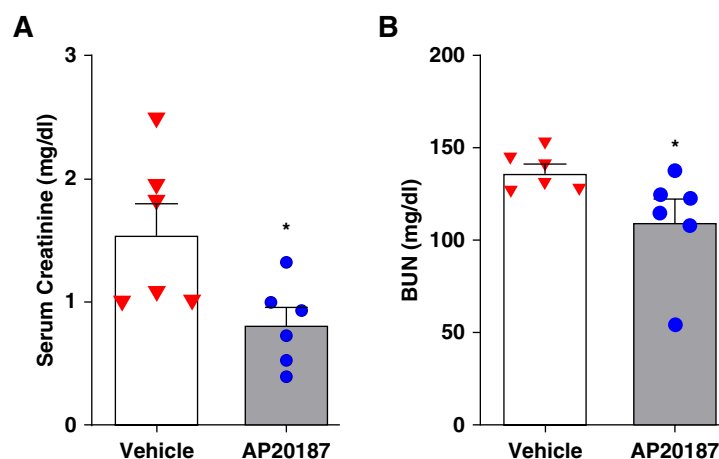 A
Serum Creatinine (mg/dl)
3
2
1
0
*
Vehicle
AP20187
B
BUN (mg/dl)
200
150
100
50
0
*
Vehicle
AP20187